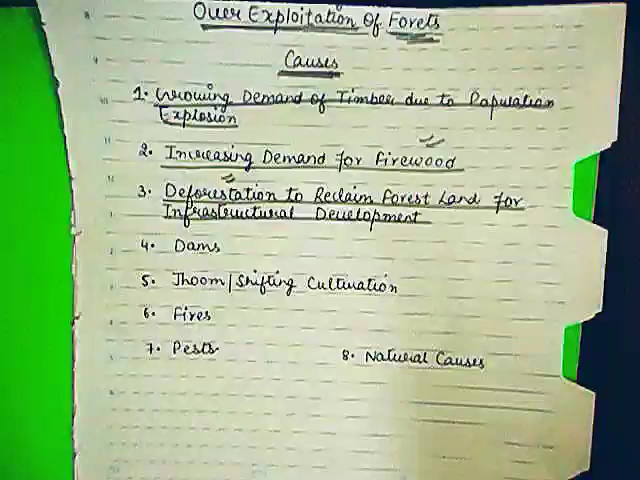 Over Exploitation Of Forets
Causes
1. Growing Demand of Timber due to Population
Explosion
2. Increasing Demand for firewood
3. Deforestation to Reclaim Forest Land for
Infrastructural Development
4. Dams
5. Jhoom/Shifting Cultivation
6. Fires
7. Pests
8. Natural Causes